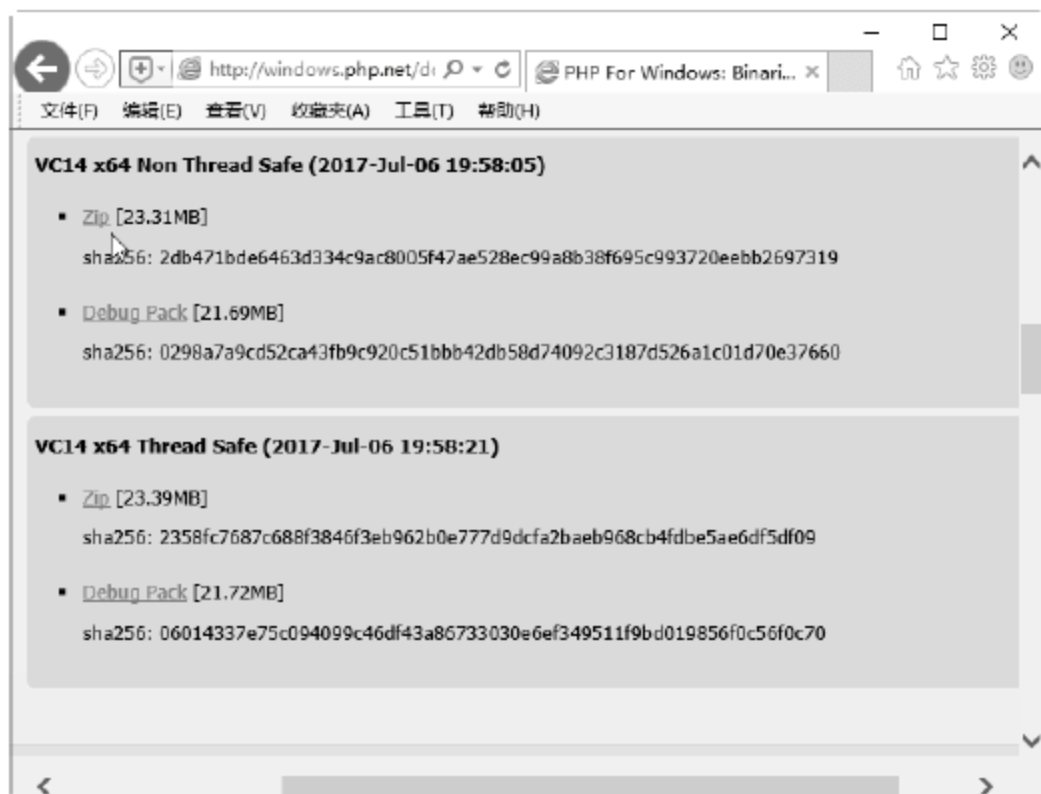 http://windows.php.net/d
PHP For Windows: Binari...
文件(F) 编辑(E) 查看(V) 收藏夹(A) 工具(T) 帮助(H)
VC14 x64 Non Thread Safe (2017-Jul-06 19:58:05)
Zip [23.31MB]
sha256: 2db471bde6463d334c9ac8005f47ae528ec99a8b38f695c993720eebb2697319
Debug Pack [21.69MB]
sha256: 0298a7a9cd52ca43fb9c920c51bbb42db58d74092c3187d526a1c01d70e37660
VC14 x64 Thread Safe (2017-Jul-06 19:58:21)
Zip [23.39MB]
sha256: 2358fc7687c688f3846f3eb962b0e777d9dcfa2baeb968cb4fdbe5ae6df5df09
Debug Pack [21.72MB]
sha256: 06014337e75c094099c46df43a86733030e6ef349511f9bd019856f0c56f0c70